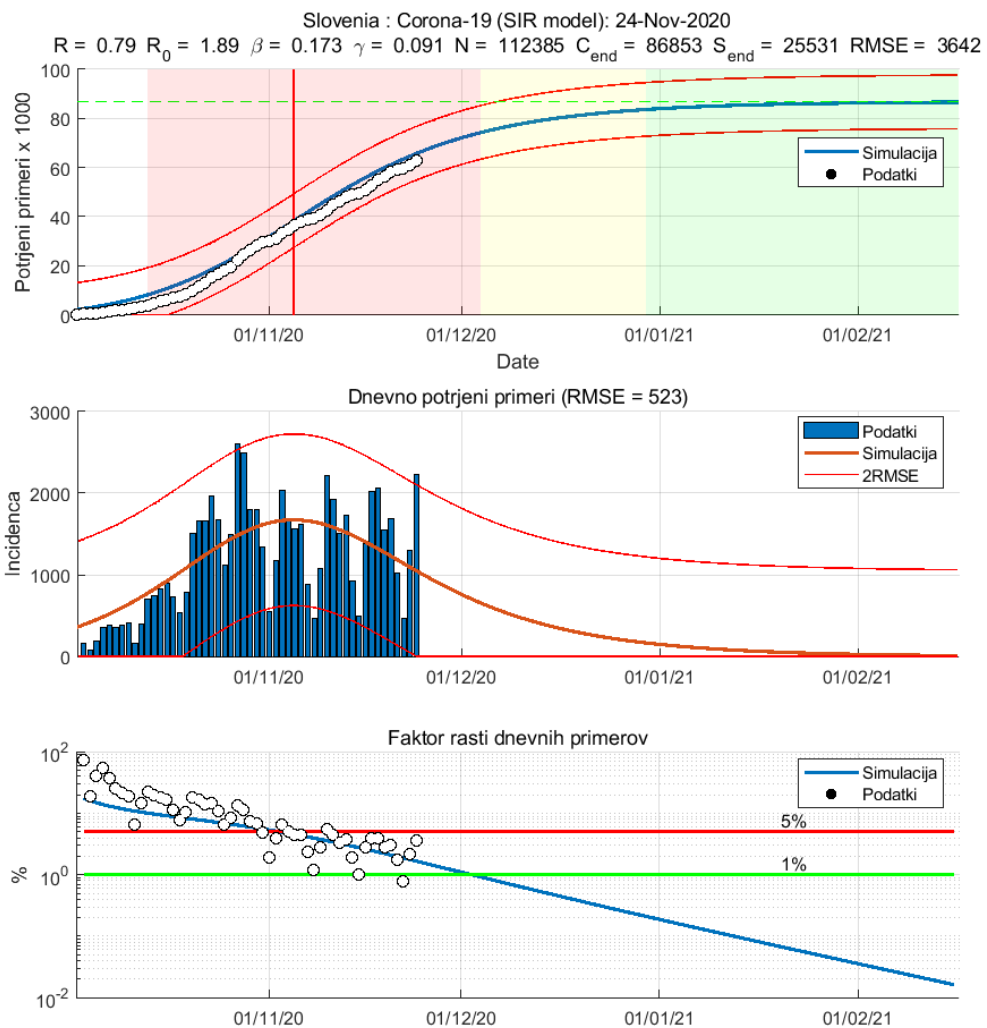 Slovenia : Corona-19 (SIR model): 24-Nov-2020
R = 0.79 R0 = 1.89 β = 0.173 γ = 0.091 N = 112385 Cend = 86853 Send = 25531 RMSE = 3642
Potrjeni primeri x 1000
100
80
60
40
20
0
Simulacija
Podatki
01/11/20 01/12/20 01/01/21 01/02/21
Date
Dnevno potrjeni primeri (RMSE = 523)
Incidenca
3000
2000
1000
0
Podatki
Simulacija
2RMSE
01/11/20 01/12/20 01/01/21 01/02/21
Faktor rasti dnevnih primerov
%
10^2
10^0
10^-2
Simulacija
Podatki
5%
1%
01/11/20 01/12/20 01/01/21 01/02/21